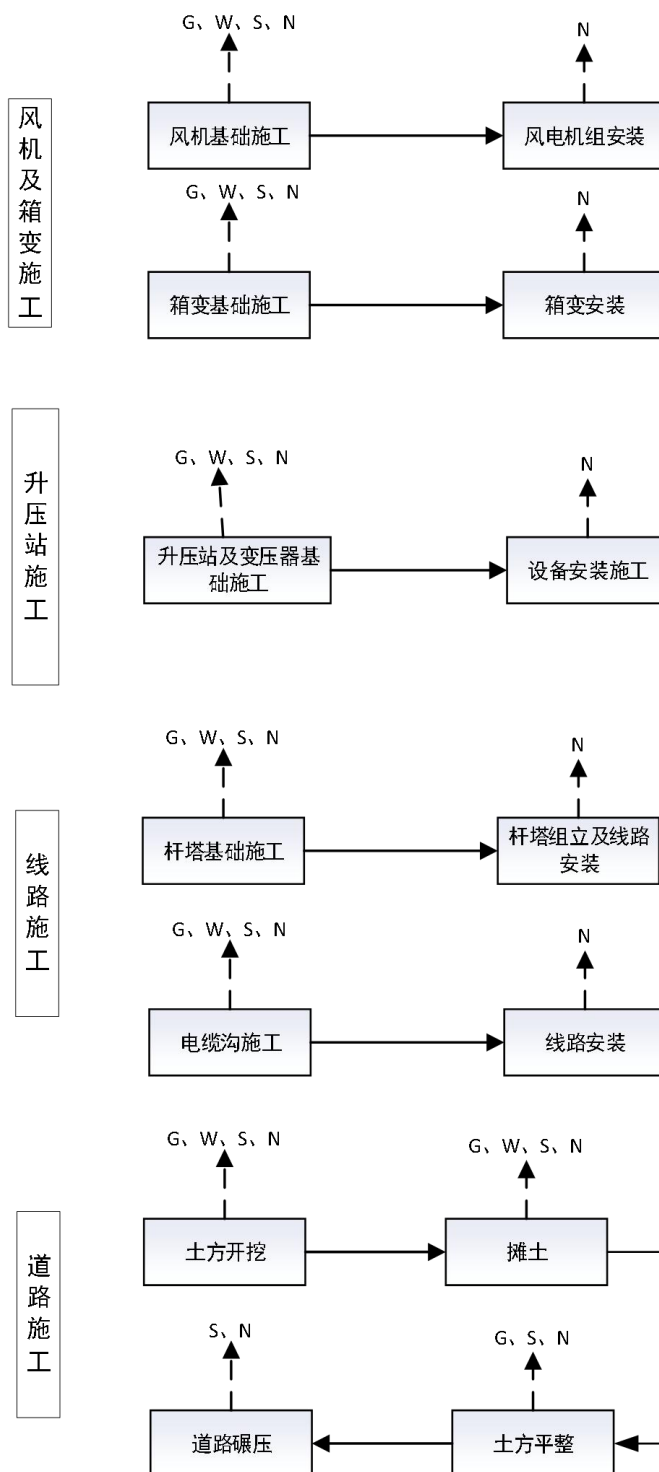 风机及箱变施工
G、W、S、N
N
风机基础施工
风电机组安装
G、W、S、N
N
箱变基础施工
箱变安装
升压站施工
G、W、S、N
N
升压站及变压器基
础施工
设备安装施工
线路施工
G、W、S、N
N
杆塔基础施工
杆塔组立及线路
安装
G、W、S、N
N
电缆沟施工
线路安装
道路施工
G、W、S、N
G、W、S、N
土方开挖
摊土
S、N
G、S、N
道路碾压
土方平整